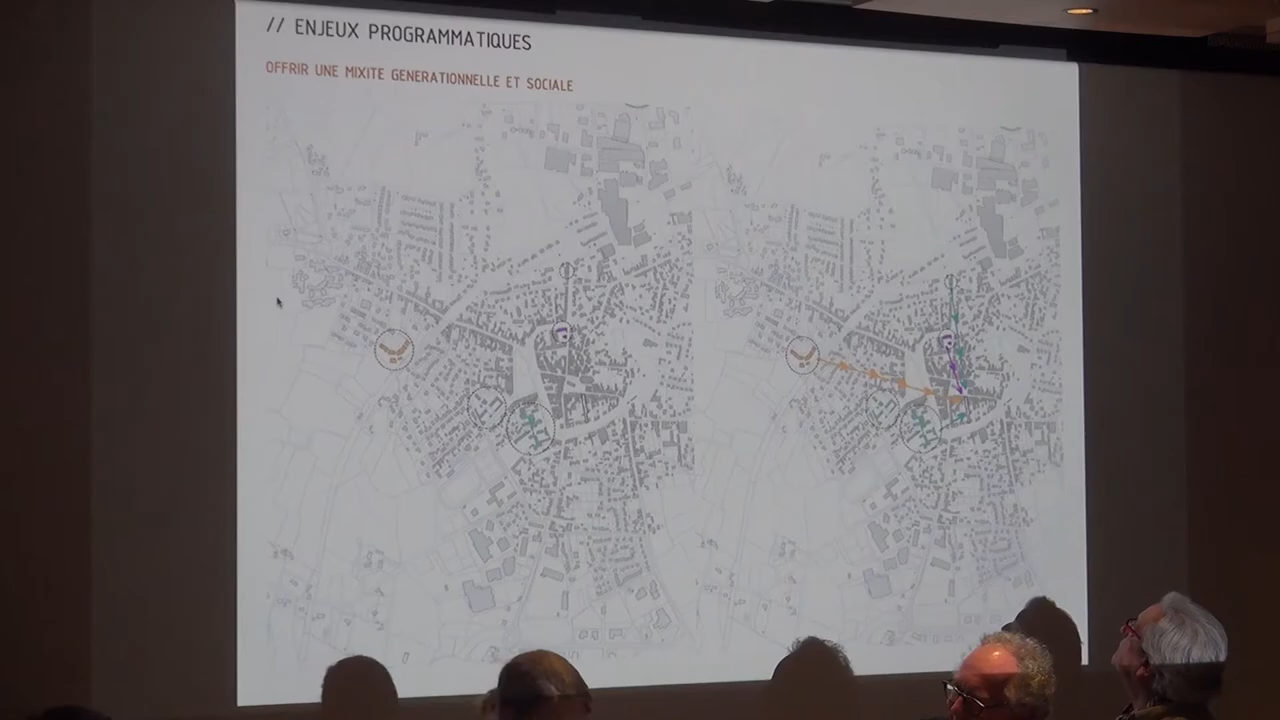 // ENJEUX PROGRAMMATIQUES
OFFRIR UNE MIXITE GENERATIONNELLE ET SOCIALE